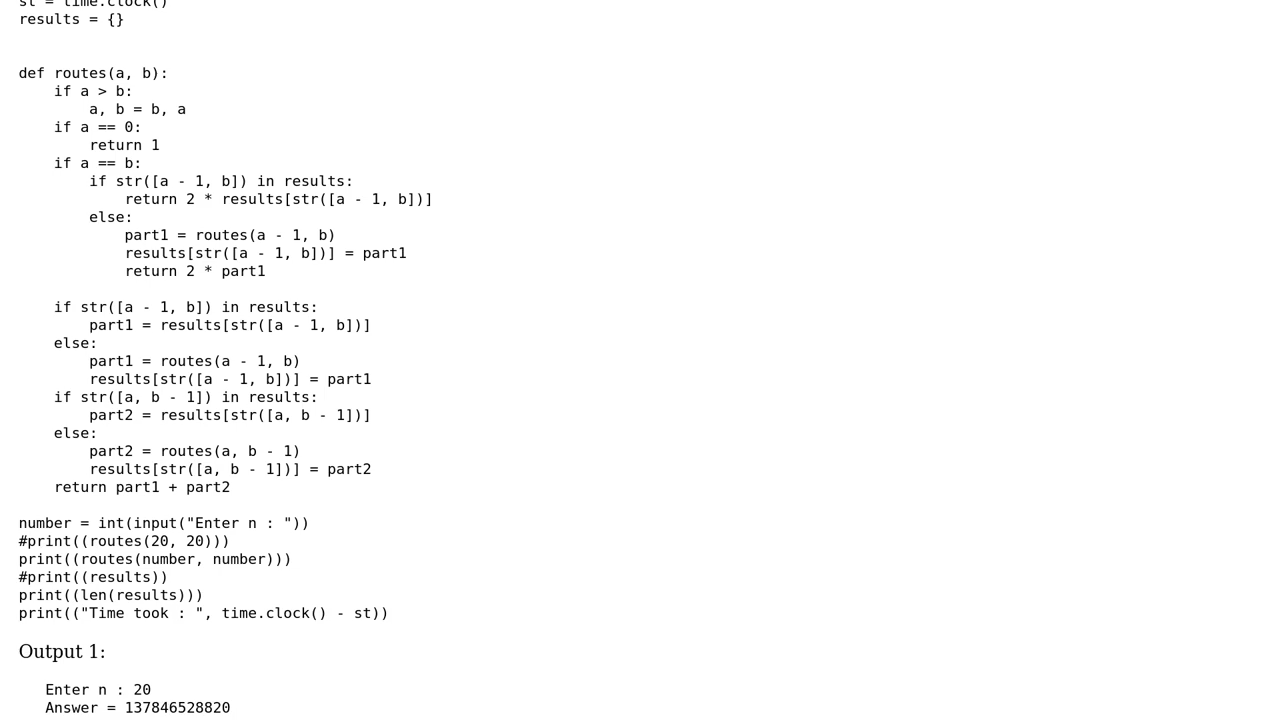 st = time.clock()
results = {}
def routes(a, b):
    if a > b:
        a, b = b, a
    if a == 0:
        return 1
    if a == b:
        if str([a - 1, b]) in results:
            return 2 * results[str([a - 1, b])]
        else:
            part1 = routes(a - 1, b)
            results[str([a - 1, b])] = part1
            return 2 * part1
    if str([a - 1, b]) in results:
        part1 = results[str([a - 1, b])]
    else:
        part1 = routes(a - 1, b)
        results[str([a - 1, b])] = part1
    if str([a, b - 1]) in results:
        part2 = results[str([a, b - 1])]
    else:
        part2 = routes(a, b - 1)
        results[str([a, b - 1])] = part2
    return part1 + part2
number = int(input("Enter n : "))
#print((routes(20, 20)))
print((routes(number, number)))
#print((results))
print((len(results)))
print(("Time took : ", time.clock() - st))
Output 1:
   Enter n : 20
   Answer = 137846528820